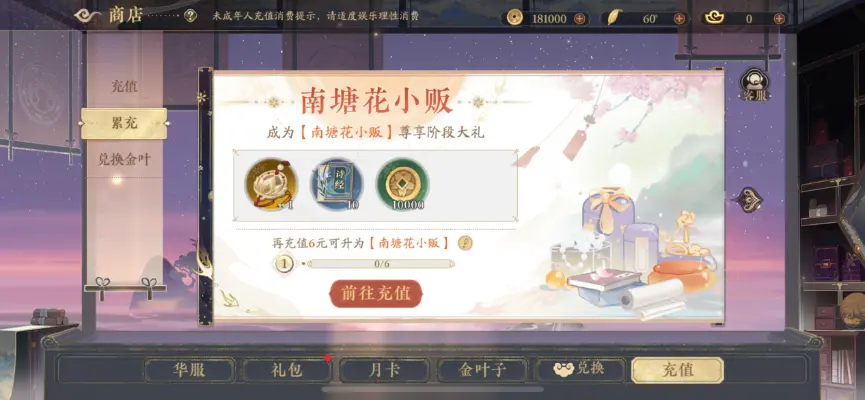 商店
?
未成年人充值消费提示，请适度娱乐理性消费
181000
60
0
充值
累充
兑换金叶
客服
南塘花小贩
成为【南塘花小贩】尊享阶段大礼
1
诗经
10
10000
再充值6元可升为【南塘花小贩】
1
0/6
前往充值
华服
礼包
月卡
金叶子
兑换
充值